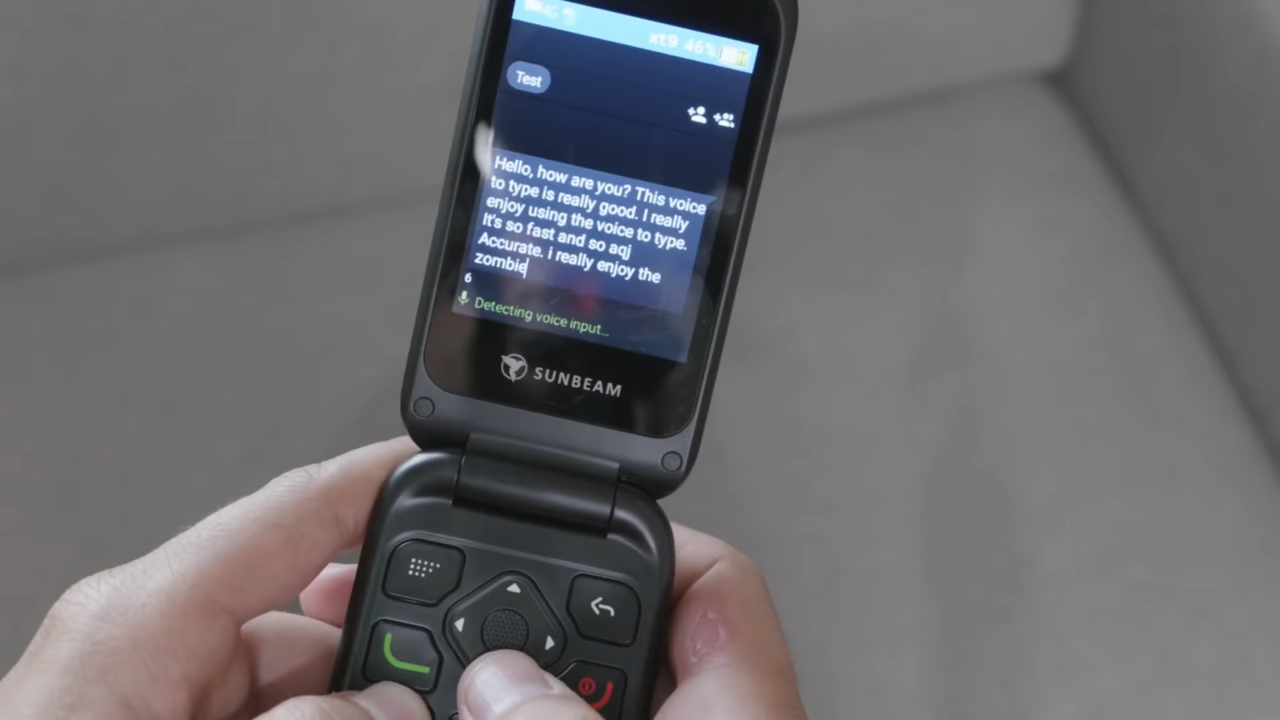 4G
xt9 46%
Test
Hello, how are you? This voice
to type is really good. I really
enjoy using the voice to type.
It's so fast and so aqj
Accurate. i really enjoy the
zombie
6
Detecting voice input...
SUNBEAM